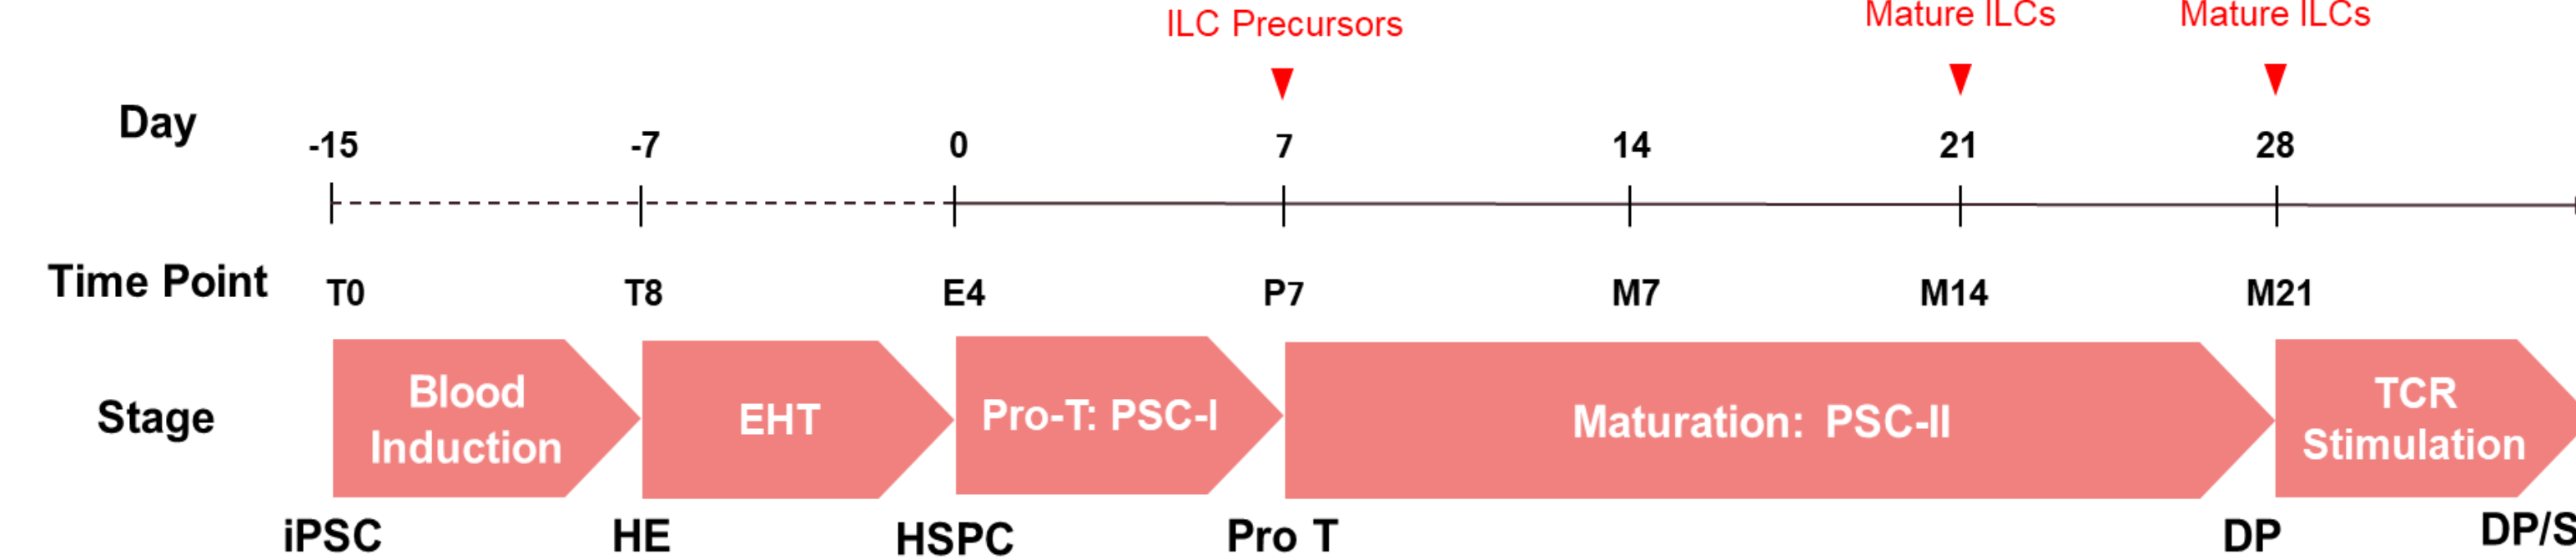 ILC Precursors
Mature ILCs
Mature ILCs
Day
-15
-7
0
7
14
21
28
Time Point
T0
T8
E4
P7
M7
M14
M21
Stage
Blood
Induction
EHT
Pro-T: PSC-I
Maturation: PSC-II
TCR
Stimulation
iPSC
HE
HSPC
Pro T
DP
DP/S